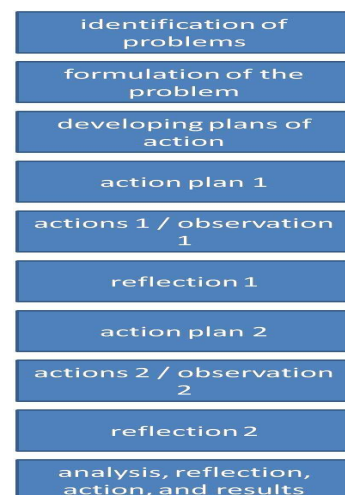 identification of
problems
formulation of the
problem
developing plans of
action
action plan 1
actions 1 / observation
1
reflection 1
action plan 2
actions 2 / observation
2
reflection 2
analysis, reflection,
action, and results